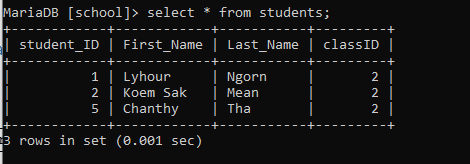 MariaDB [school]> select * from students;
+------------+------------+-----------+---------+
| student_ID | First_Name | Last_Name | classID |
+------------+------------+-----------+---------+
|          1 | Lyhour     | Ngorn     |       2 |
|          2 | Koem Sak   | Mean      |       2 |
|          5 | Chanthy    | Tha       |       2 |
+------------+------------+-----------+---------+
3 rows in set (0.001 sec)